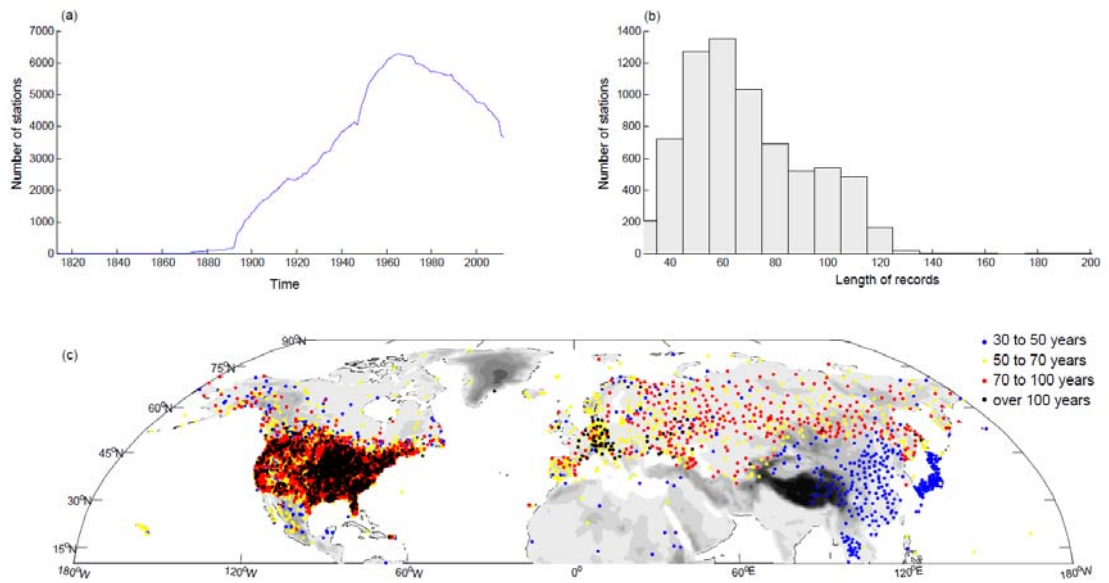 (a)
7000
6000
5000
4000
3000
2000
1000
0
Number of stations
1820 1840 1860 1880 1900 1920 1940 1960 1980 2000
Time
(b)
1400
1200
1000
800
600
400
200
0
Number of stations
40 60 80 100 120 140 160 180 200
Length of records
(c)
90°N
75°N
60°N
45°N
30°N
15°N
180°W 120°W 60°W 0° 60°E 120°E 180°W
30 to 50 years
50 to 70 years
70 to 100 years
over 100 years